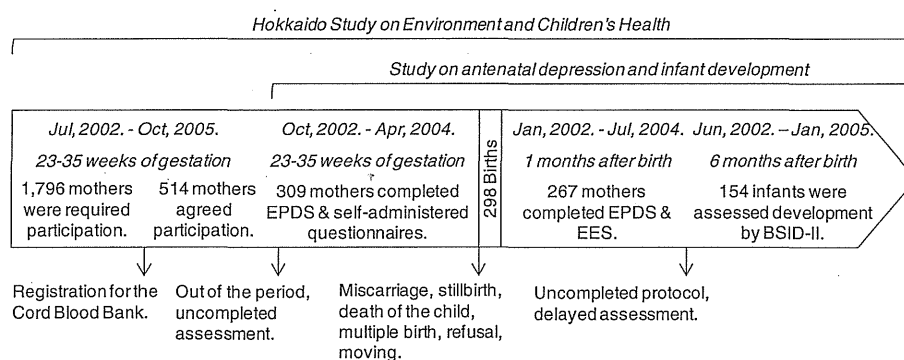 Hokkaido Study on Environment and Children's Health
Study on antenatal depression and infant development
Jul, 2002. - Oct, 2005.
23-35 weeks of gestation
1,796 mothers
were required
participation.
514 mothers
agreed
participation.
Oct, 2002. - Apr, 2004.
23-35 weeks of gestation
309 mothers completed
EPDS & self-administered
questionnaires.
298 Births
Jan, 2002. - Jul, 2004.
1 months after birth
267 mothers
completed EPDS &
EES.
Jun, 2002. – Jan, 2005.
6 months after birth
154 infants were
assessed development
by BSID-II.
Registration for the
Cord Blood Bank.
Out of the period,
uncompleted
assessment.
Miscarriage, stillbirth,
death of the child,
multiple birth, refusal,
moving.
Uncompleted protocol,
delayed assessment.